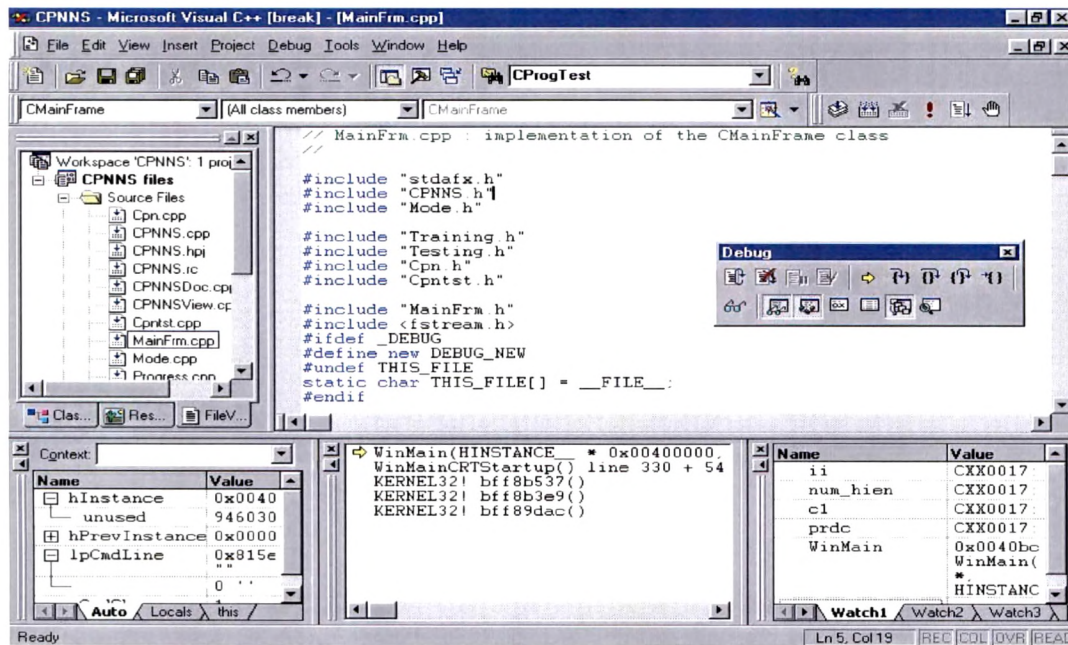 CPNNS - Microsoft Visual C++ [break] - [MainFrm.cpp]
File Edit View Insert Project Debug Tools Window Help
CProgTest
CMainFrame (All class members) CMainFrame
Workspace 'CPNNS': 1 proj
CPNNS files
Source Files
Cpn.cpp
CPNNS.cpp
CPNNS.hpj
CPNNS.rc
CPNNSDoc.cpp
CPNNSView.cp
Cpntst.cpp
MainFrm.cpp
Mode.cpp
Progress.cpp
Clas... Res... FileV...
// MainFrm.cpp : implementation of the CMainFrame class
//
#include "stdafx.h"
#include "CPNNS.h"
#include "Mode.h"
#include "Training.h"
#include "Testing.h"
#include "Cpn.h"
#include "Cpntst.h"
#include "MainFrm.h"
#include <fstream.h>
#ifdef _DEBUG
#define new DEBUG_NEW
#undef THIS_FILE
static char THIS_FILE[] = __FILE__;
#endif
Debug
Context:
Name Value
hInstance 0x0040
unused 946030
hPrevInstance 0x0000
lpCmdLine 0x815e
""
0 ''
Auto Locals this
WinMain(HINSTANCE__ * 0x00400000,
WinMainCRTStartup() line 330 + 54
KERNEL32! bff8b537()
KERNEL32! bff8b3e9()
KERNEL32! bff89dac()
Name Value
ii CXX0017:
num_hien CXX0017:
c1 CXX0017:
prdc CXX0017:
WinMain 0x0040bc
WinMain(
*,
HINSTANC
Watch1 Watch2 Watch3
Ready Ln 5, Col 19 REC COL OVR READ